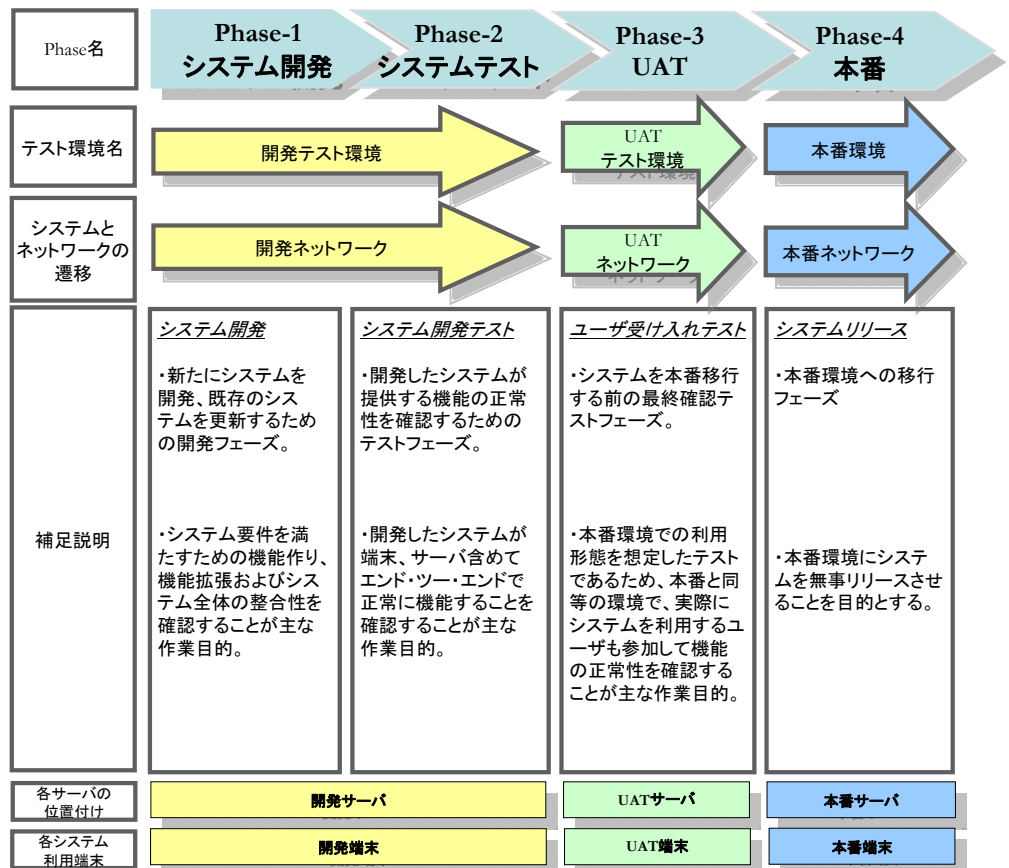 Phase名
Phase-1
システム開発
Phase-2
システムテスト
Phase-3
UAT
Phase-4
本番
テスト環境名
開発テスト環境
UAT
テスト環境
本番環境
システムと
ネットワークの
遷移
開発ネットワーク
UAT
ネットワーク
本番ネットワーク
補足説明
システム開発
・新たにシステムを
開発、既存のシス
テムを更新するため
の開発フェーズ。
・システム要件を満
たすための機能作り、
機能拡張およびシス
テム全体の整合性を
確認することが主な
作業目的。
システム開発テスト
・開発したシステムが
提供する機能の正常
性を確認するための
テストフェーズ。
・開発したシステムが
端末、サーバ含めて
エンド・ツー・エンドで
正常に機能することを
確認することが主な
作業目的。
ユーザ受け入れテスト
・システムを本番移行
する前の最終確認テ
ストフェーズ。
・本番環境での利用
形態を想定したテスト
であるため、本番と同
等の環境で、実際に
システムを利用するユ
ーザも参加して機能
の正常性を確認する
ことが主な作業目的。
システムリリース
・本番環境への移行
フェーズ
・本番環境にシステ
ムを無事リリースさせ
ることを目的とする。
各サーバの
位置付け
開発サーバ
UATサーバ
本番サーバ
各システム
利用端末
開発端末
UAT端末
本番端末